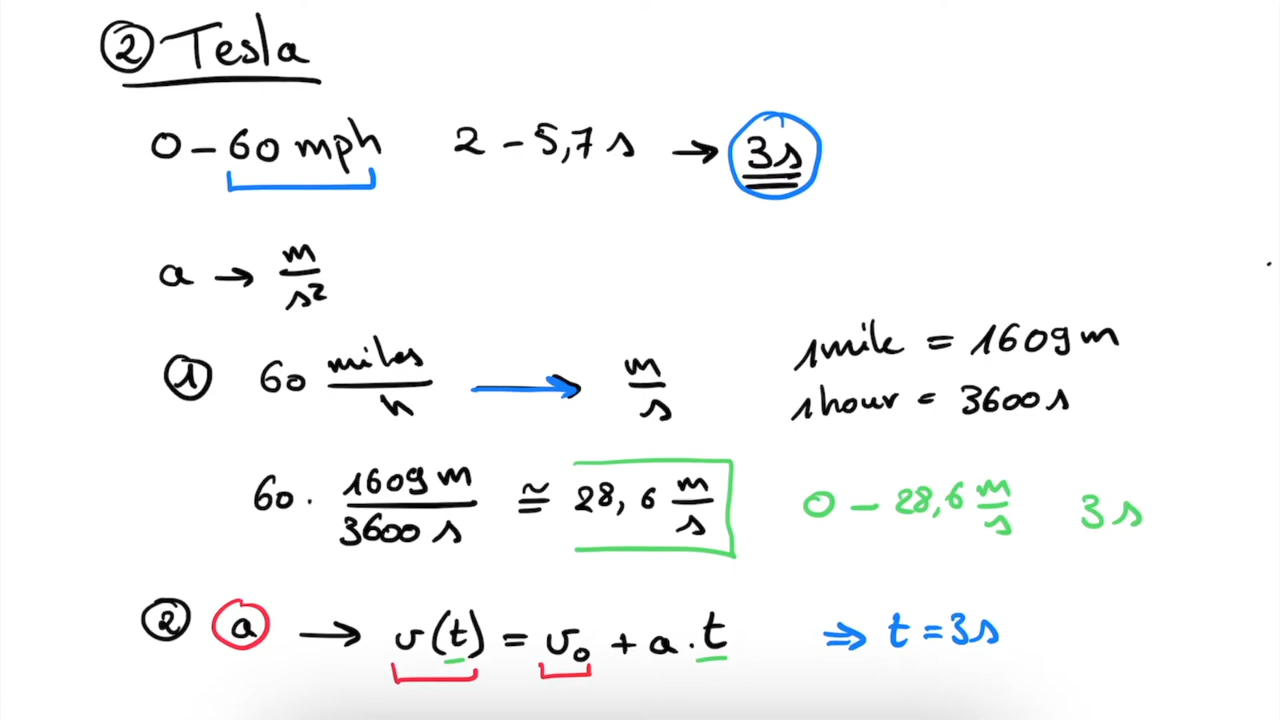 ② Tesla
0 – 60 mph 2 – 5,7 s → 3s
a → m/s²
① 60 miles/h → m/s 1 mile = 1609 m
1 hour = 3600 s
60 · 1609 m/3600 s ≅ 28,6 m/s 0 – 28,6 m/s 3 s
② a → v(t) = v₀ + a · t ⇒ t = 3s